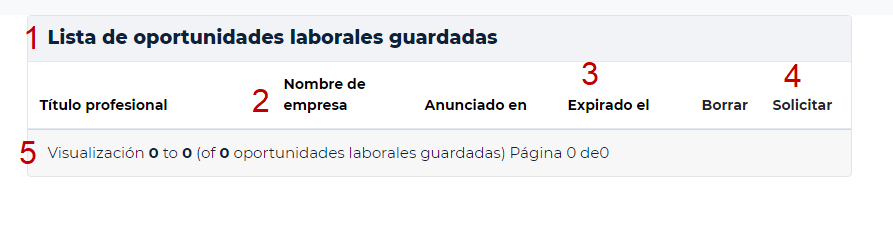 1 Lista de oportunidades laborales guardadas
3 4
Nombre de
Título profesional 2 empresa Anunciado en Expirado el Borrar Solicitar
5 Visualización 0 to 0 (of 0 oportunidades laborales guardadas) Página 0 de0